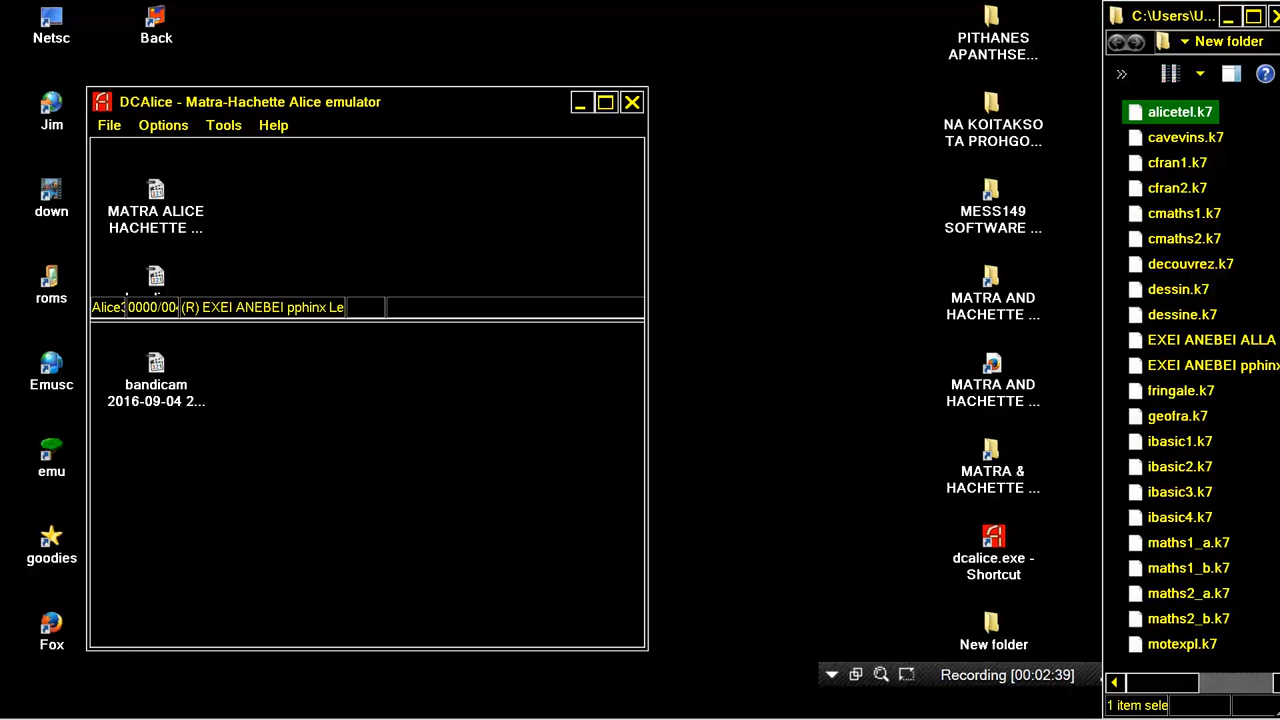 Netsc
Back
Jim
down
roms
Emusc
emu
goodies
Fox
DCAlice - Matra-Hachette Alice emulator
File Options Tools Help
MATRA ALICE
HACHETTE ...
Alice3 0000/004 (R) EXEI ANEBEI pphinx Le
bandicam
2016-09-04 2...
PITHANES
APANTHSE...
NA KOITAKSO
TA PROHGO...
MESS149
SOFTWARE ...
MATRA AND
HACHETTE ...
MATRA AND
HACHETTE ...
MATRA &
HACHETTE ...
dcalice.exe -
Shortcut
New folder
Recording [00:02:39]
C:\Users\U...
New folder
alicetel.k7
cavevins.k7
cfran1.k7
cfran2.k7
cmaths1.k7
cmaths2.k7
decouvrez.k7
dessin.k7
dessine.k7
EXEI ANEBEI ALLA
EXEI ANEBEI pphinx
fringale.k7
geofra.k7
ibasic1.k7
ibasic2.k7
ibasic3.k7
ibasic4.k7
maths1_a.k7
maths1_b.k7
maths2_a.k7
maths2_b.k7
motexpl.k7
1 item sele